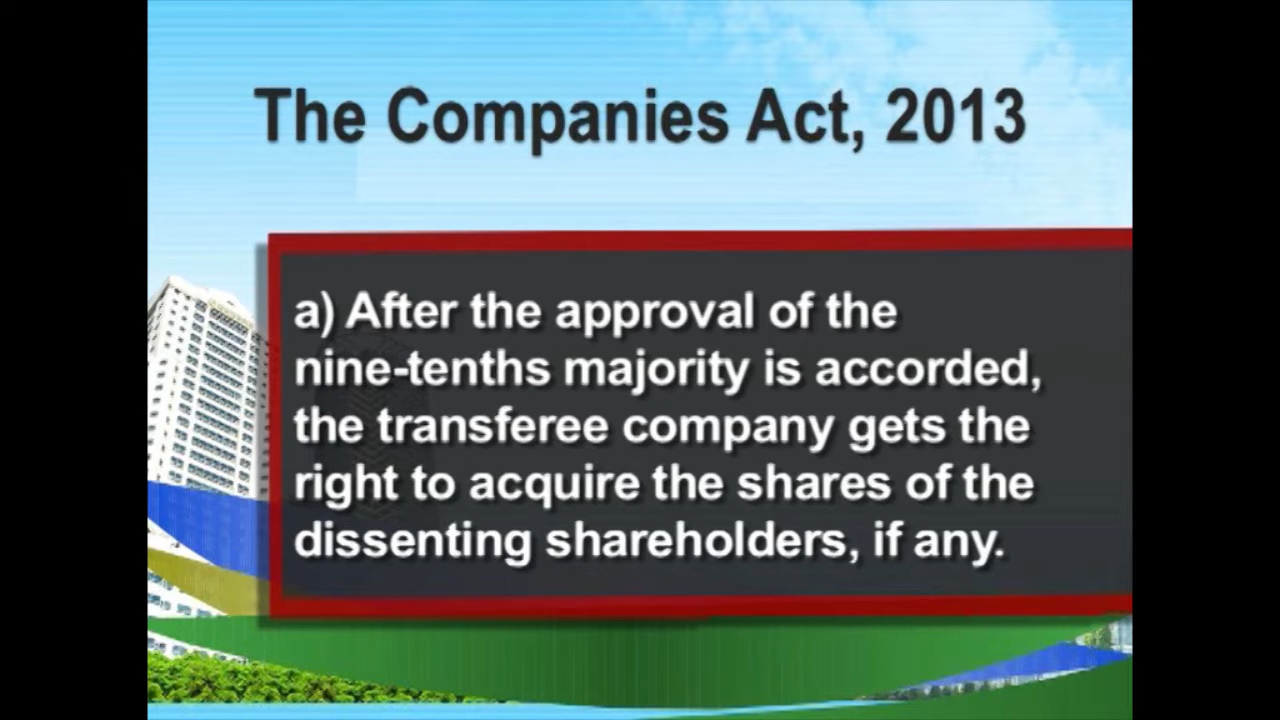 The Companies Act, 2013
a) After the approval of the
nine-tenths majority is accorded,
the transferee company gets the
right to acquire the shares of the
dissenting shareholders, if any.